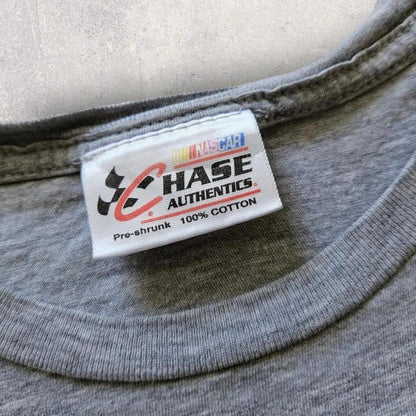 NASCAR
CHASE
AUTHENTICS
Pre-shrunk 100% COTTON